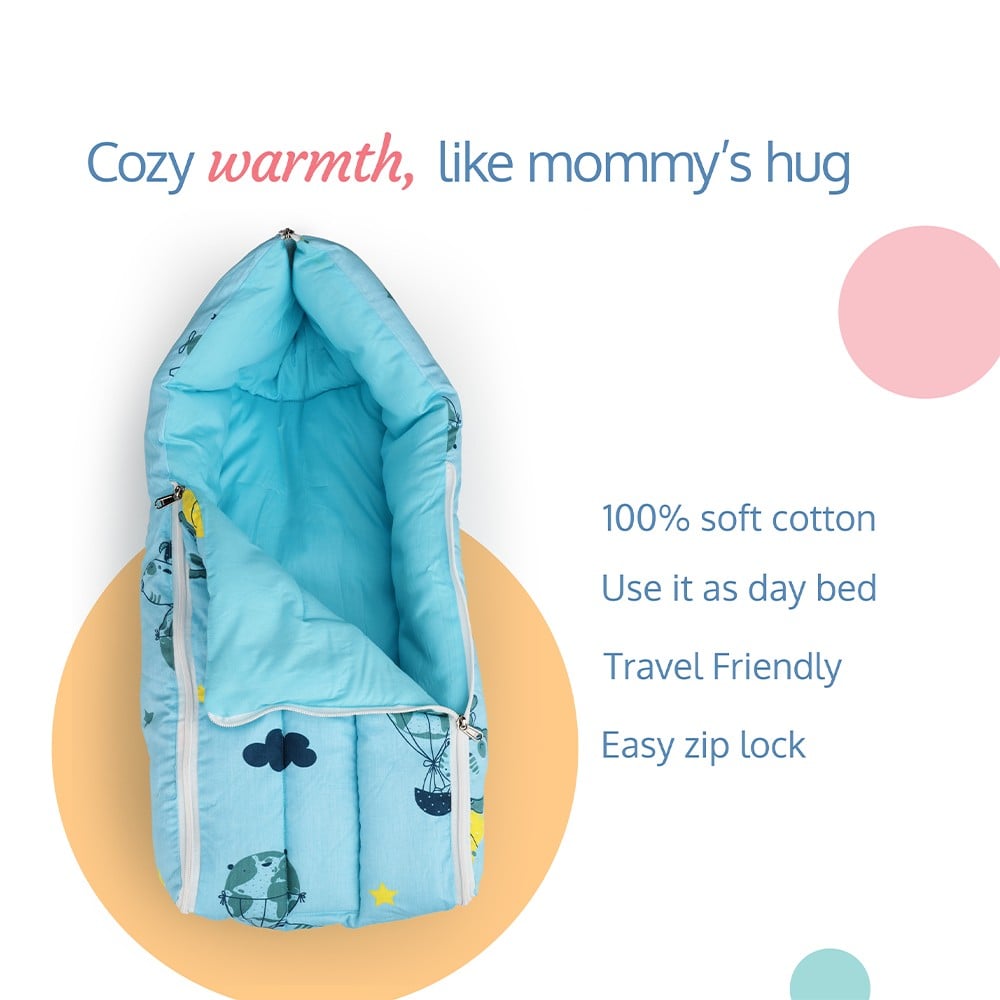 Cozy warmth, like mommy's hug
100% soft cotton
Use it as day bed
Travel Friendly
Easy zip lock